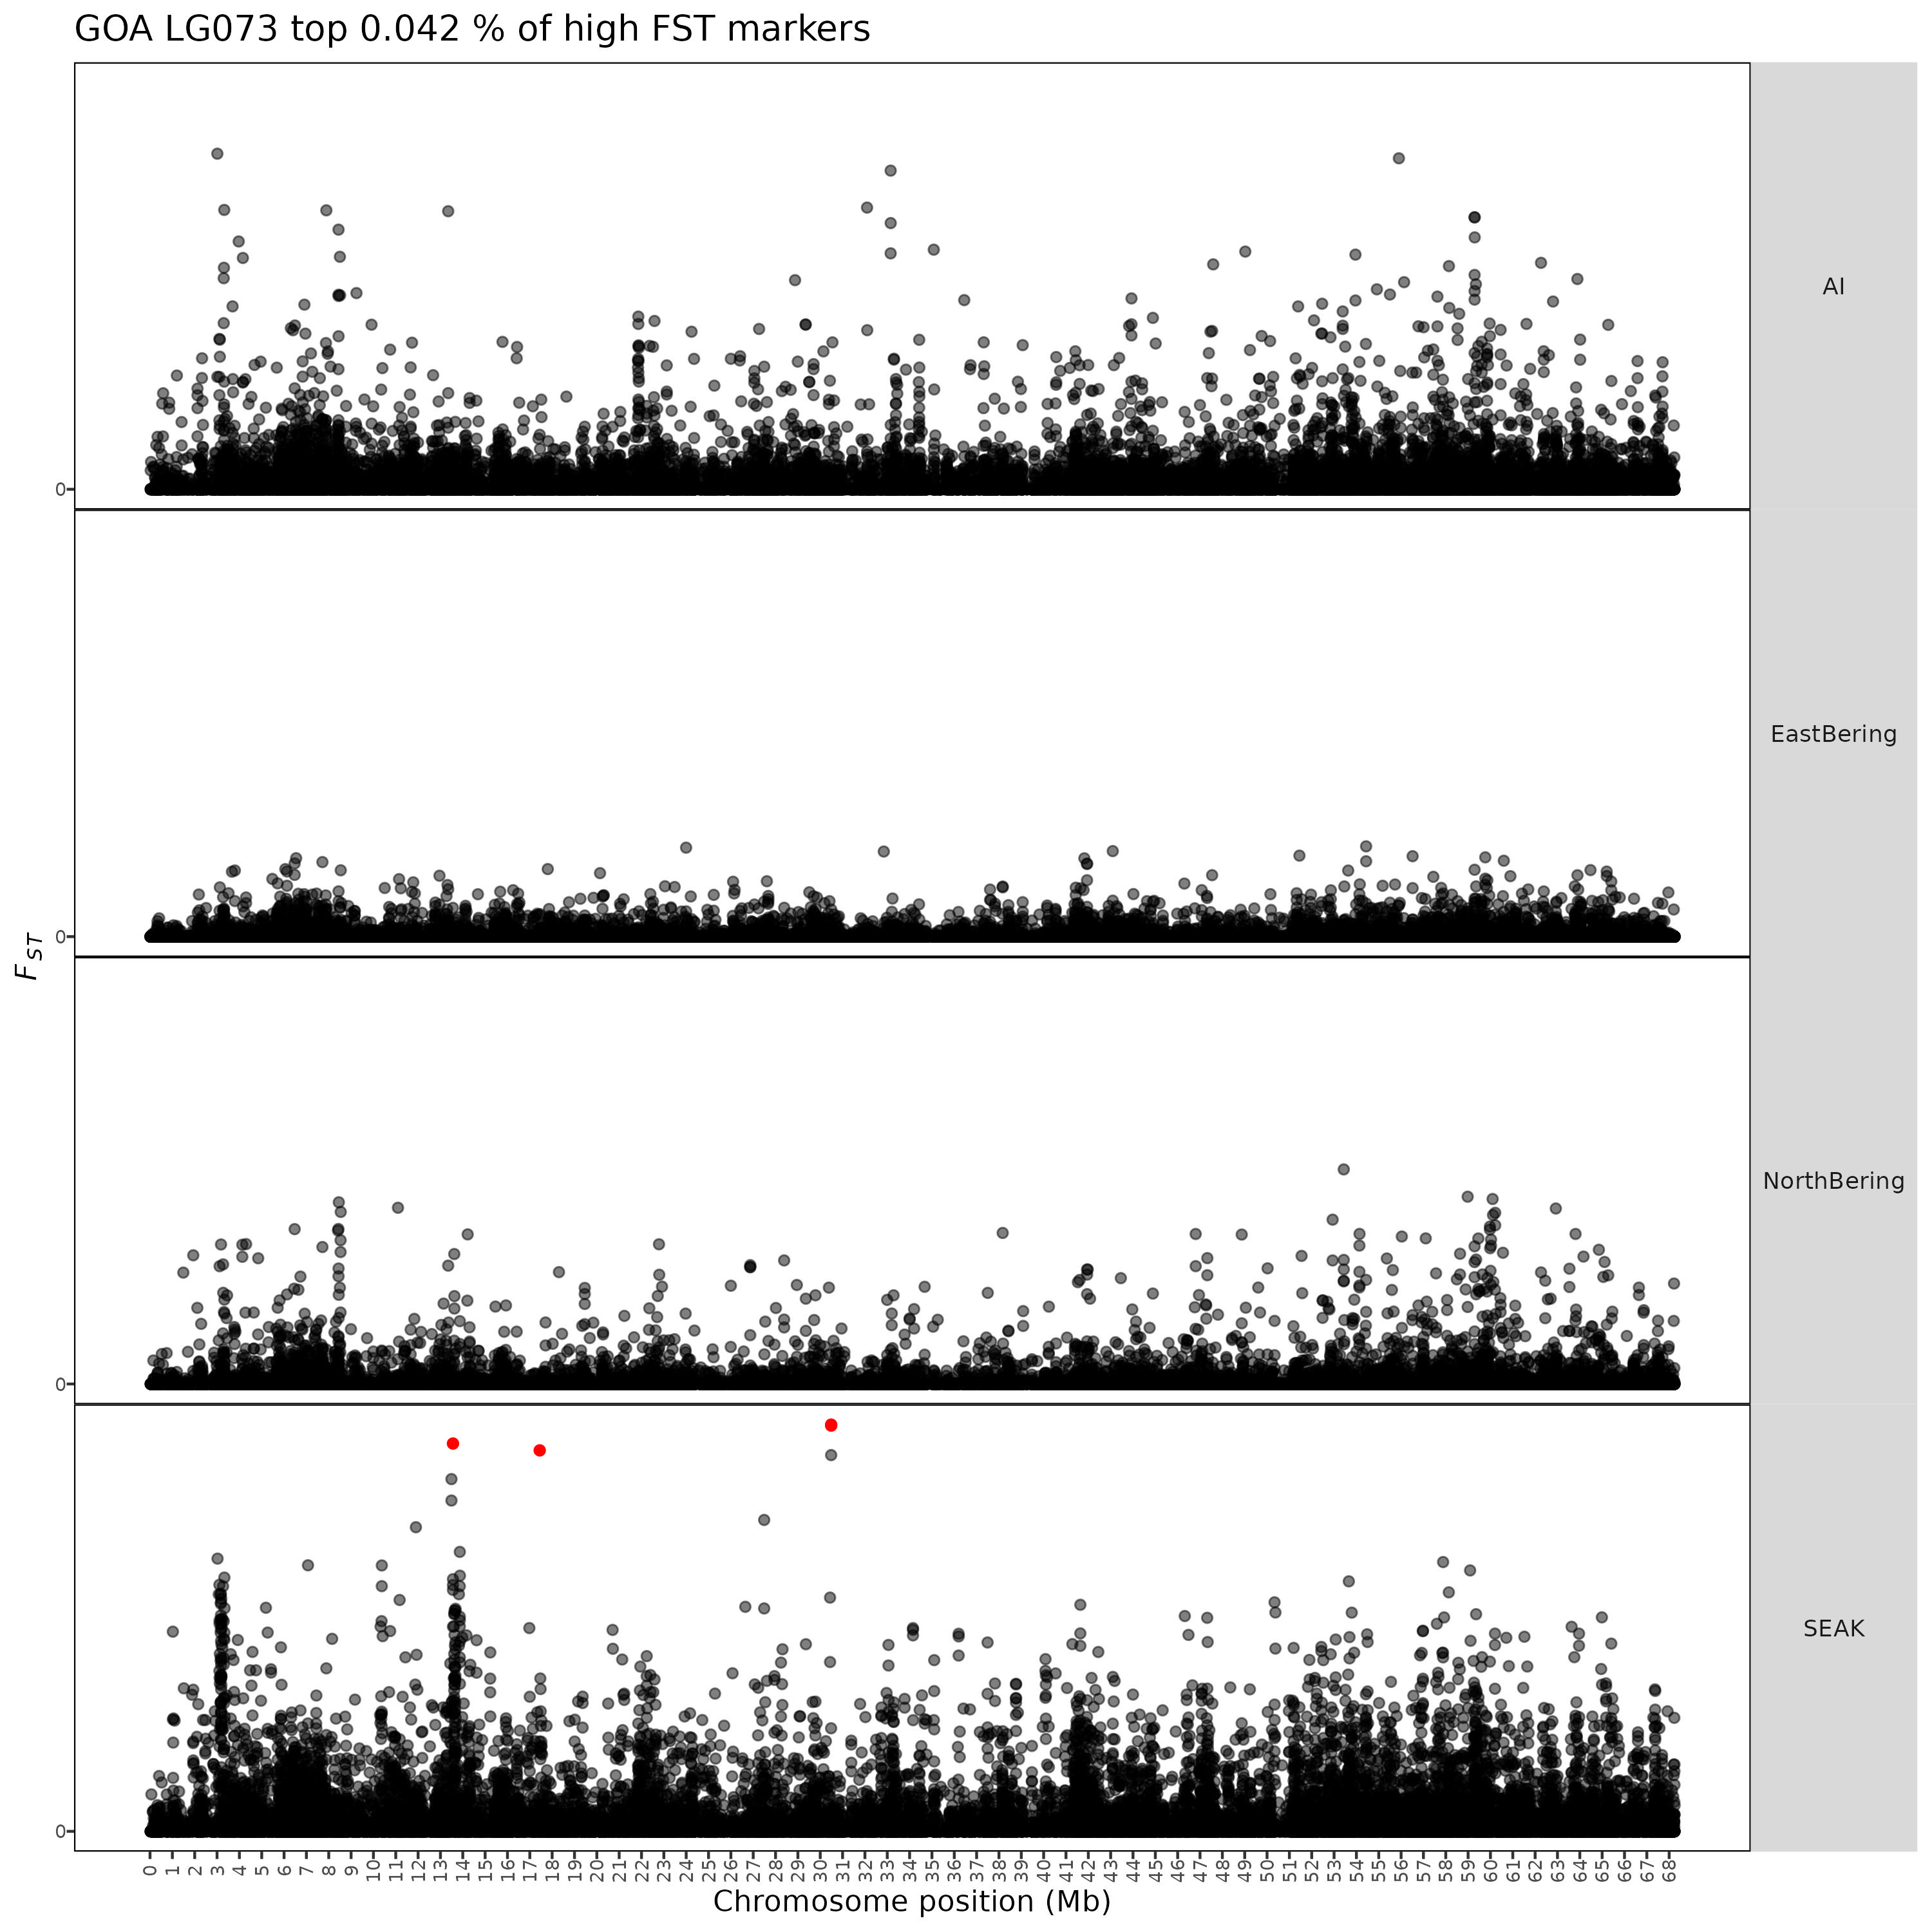 GOA LG073 top 0.042 % of high FST markers
AI
0
EastBering
0
NorthBering
0
SEAK
0
FST
0 1 2 3 4 5 6 7 8 9 10 11 12 13 14 15 16 17 18 19 20 21 22 23 24 25 26 27 28 29 30 31 32 33 34 35 36 37 38 39 40 41 42 43 44 45 46 47 48 49 50 51 52 53 54 55 56 57 58 59 60 61 62 63 64 65 66 67 68
Chromosome position (Mb)